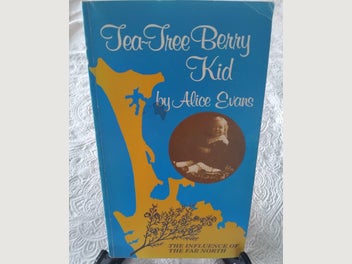 Tea-Tree Berry
Kid
by Alice Evans
THE INFLUENCE OF
THE FAR NORTH